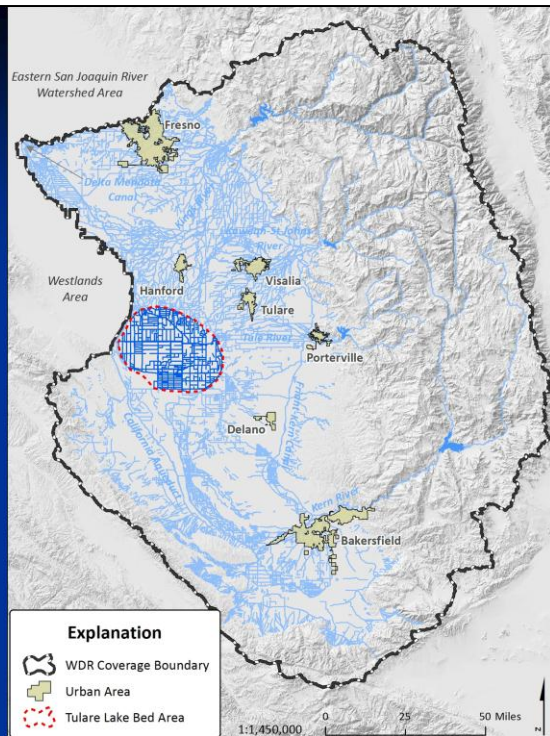 Eastern San Joaquin River
Watershed Area
Fresno
Delta Mendota
Canal
Kings River
Kaweah-St Johns
River
Westlands
Area
Hanford
Visalia
Tulare
Tule River
Porterville
Delano
Friant-Kern Canal
California Aqueduct
Kern River
Bakersfield
Explanation
WDR Coverage Boundary
Urban Area
Tulare Lake Bed Area
1:1,450,000
0 25 50 Miles
N